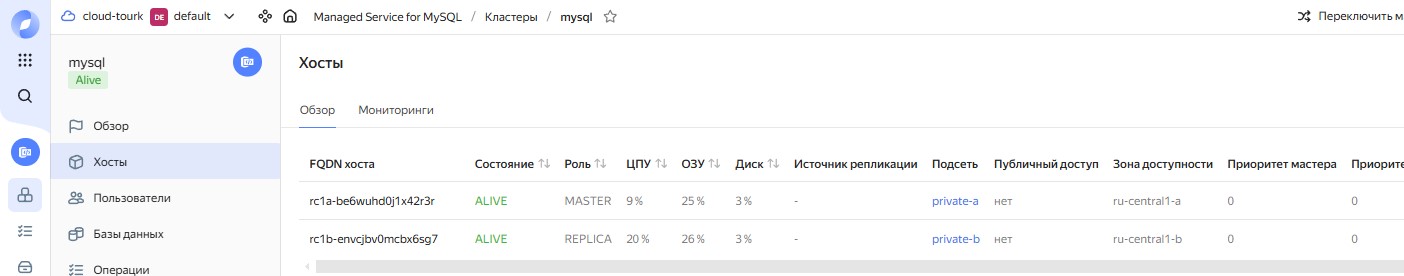 cloud-tourk DE default Managed Service for MySQL / Кластеры / mysql Переключить м
mysql
Alive
Обзор
Хосты
Пользователи
Базы данных
Операции
Хосты
Обзор Мониторинги
FQDN хоста Состояние Роль ЦПУ ОЗУ Диск Источник репликации Подсеть Публичный доступ Зона доступности Приоритет мастера Приорите
rc1a-be6wuhd0j1x42r3r ALIVE MASTER 9 % 25 % 3 % - private-a нет ru-central1-a 0 0
rc1b-envcjbv0mcbx6sg7 ALIVE REPLICA 20 % 26 % 3 % - private-b нет ru-central1-b 0 0